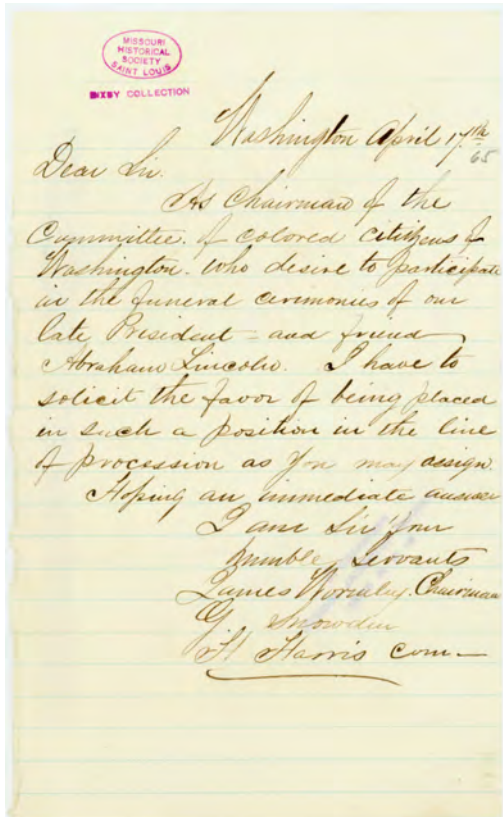 MISSOURI
HISTORICAL
SOCIETY
SAINT LOUIS
BIXBY COLLECTION
Washington April 17th
65
Dear Sir.
As Chairman of the
Committee. of colored citizens of
Washington. who desire to participate
in the funeral ceremonies of our
late President - and friend
Abraham Lincoln. I have to
solicit the favor of being placed
in such a position in the line
of procession as you may assign
Hoping an immediate answer
I am Sir Your
humble Servants
James Wormley. Chairman
G Snowden
H Harris com-